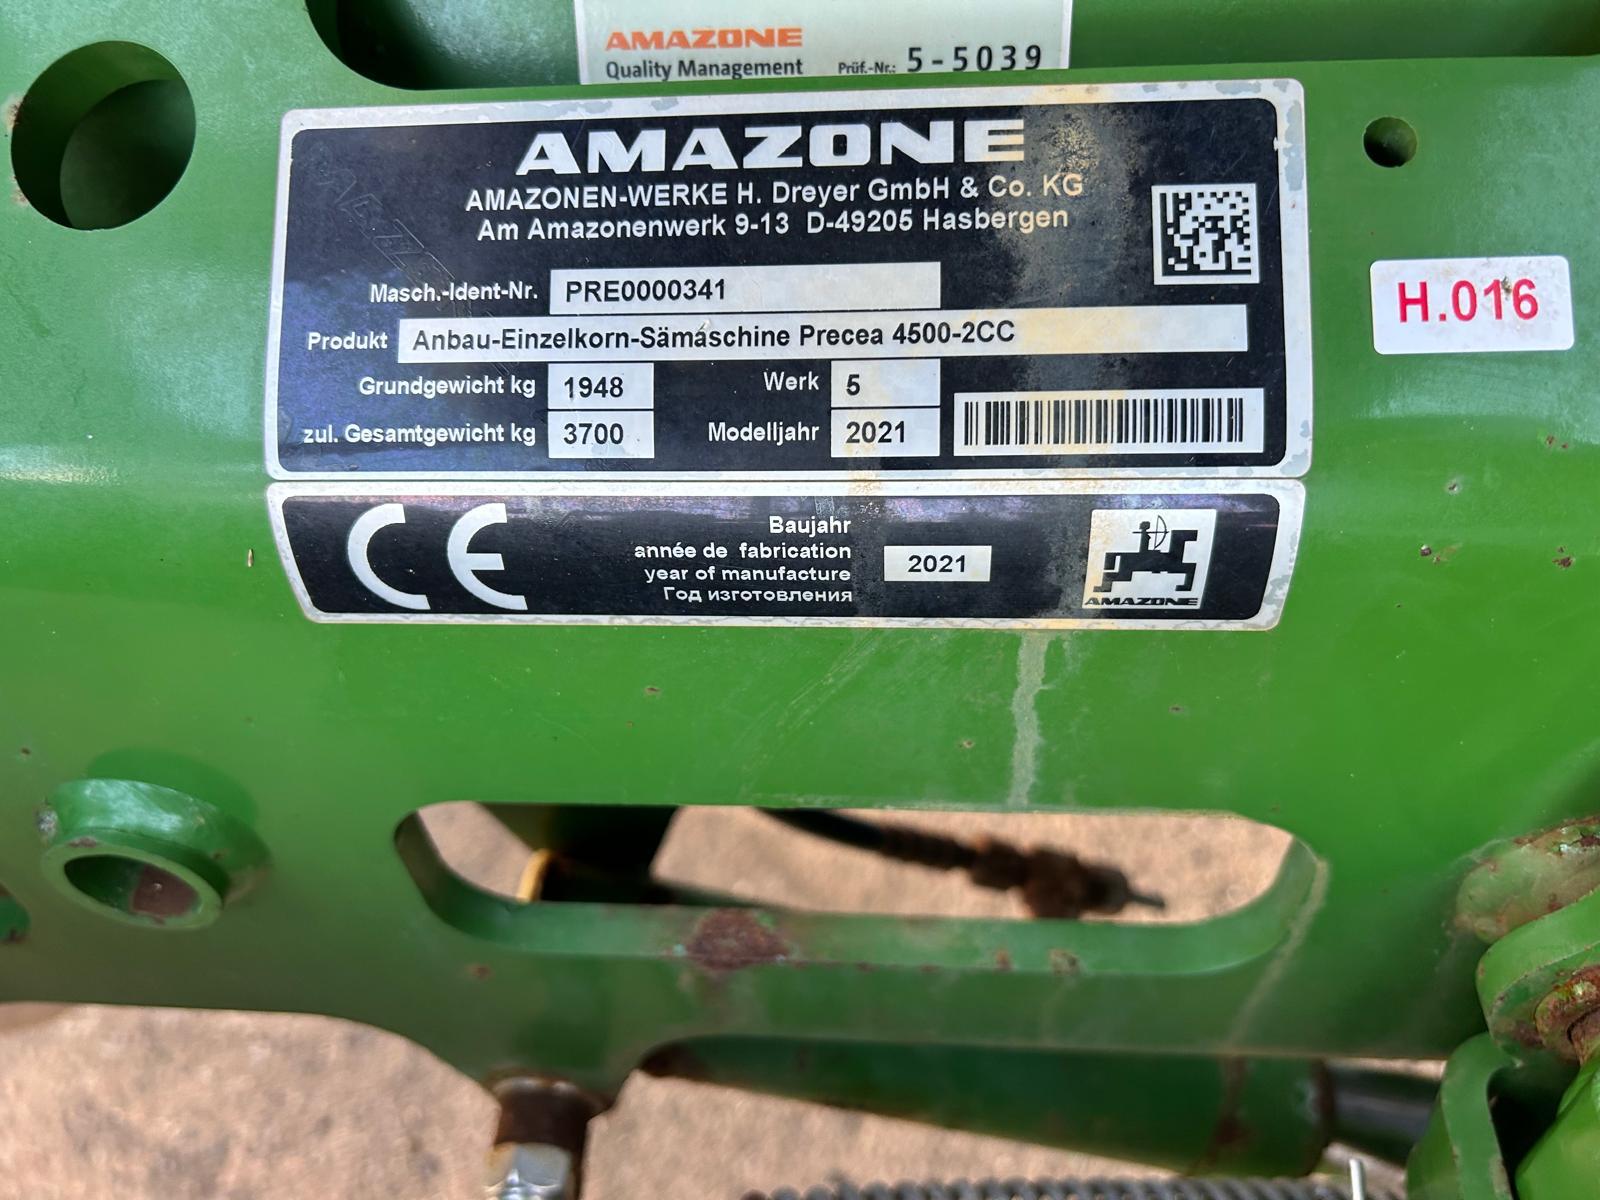 AMAZONE
Quality Management Prüf.-Nr.: 5-5039
AMAZONE
AMAZONEN-WERKE H. Dreyer GmbH & Co. KG
Am Amazonenwerk 9-13 D-49205 Hasbergen
Masch.-Ident-Nr. PRE0000341
Produkt Anbau-Einzelkorn-Sämaschine Precea 4500-2CC
Grundgewicht kg 1948 Werk 5
zul. Gesamtgewicht kg 3700 Modelljahr 2021
H.016
CE
Baujahr
année de fabrication
year of manufacture
Год изготовления
2021
AMAZONE